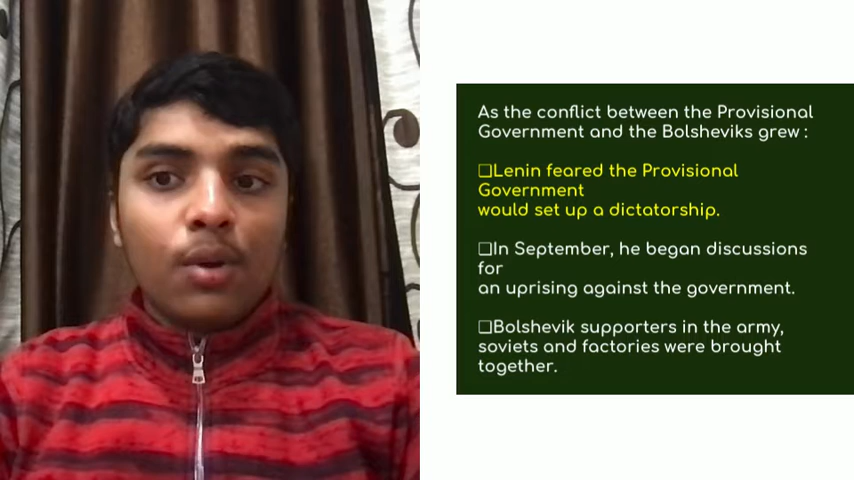 As the conflict between the Provisional
Government and the Bolsheviks grew :
❑Lenin feared the Provisional
Government
would set up a dictatorship.
❑In September, he began discussions
for
an uprising against the government.
❑Bolshevik supporters in the army,
soviets and factories were brought
together.